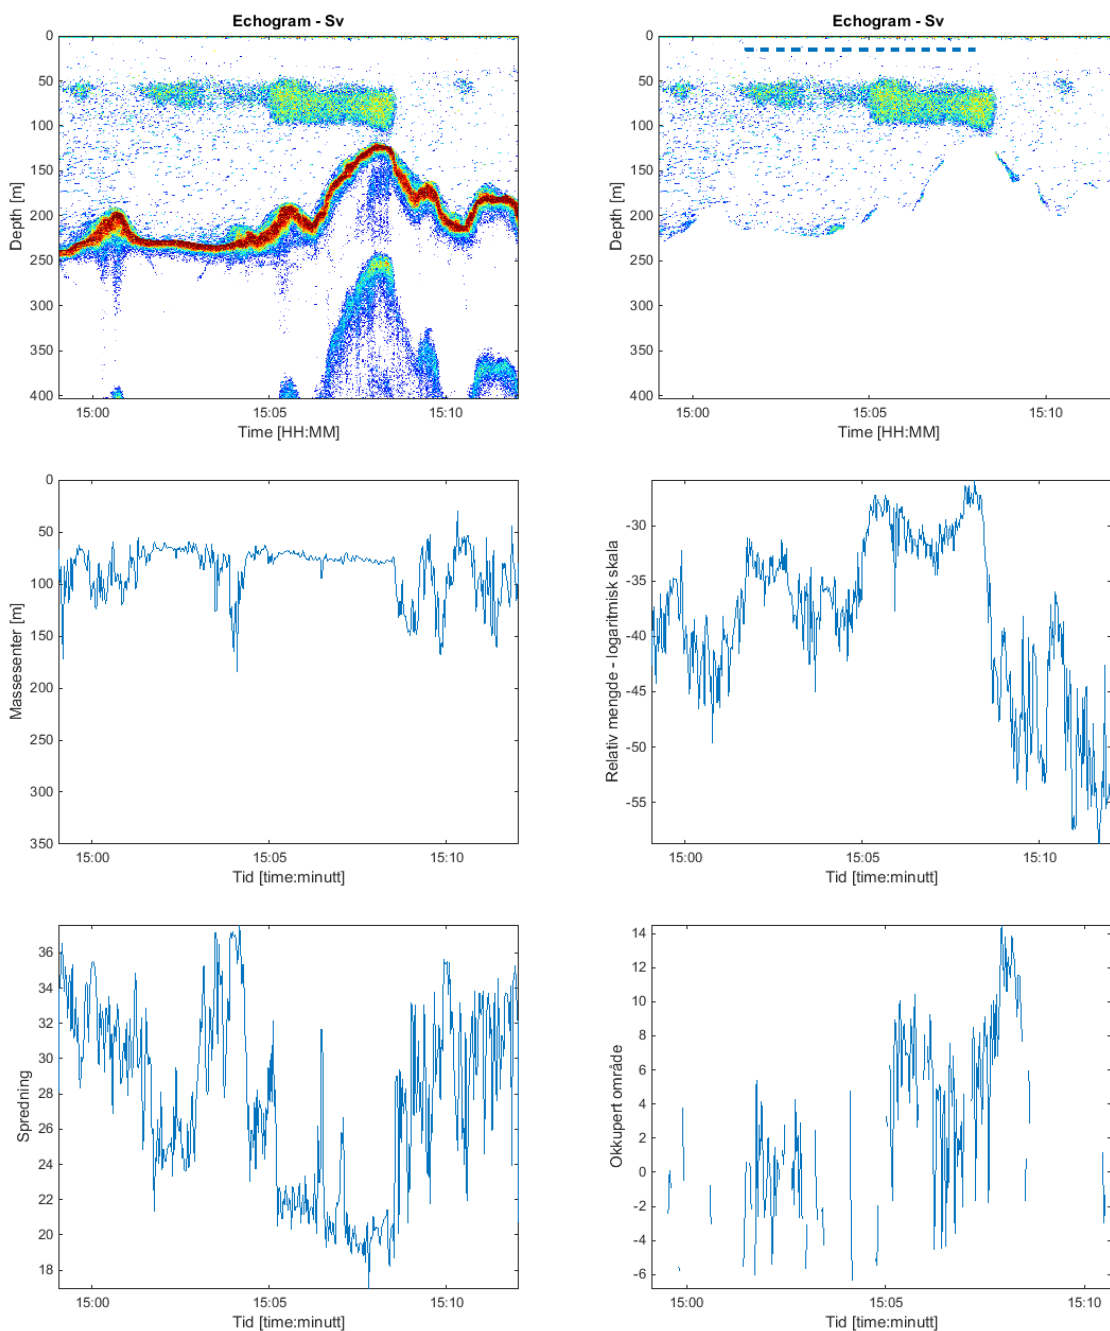 Echogram - Sv
0
50
100
150
200
250
300
350
400
Depth [m]
15:00 15:05 15:10
Time [HH:MM]
Echogram - Sv
0
50
100
150
200
250
300
350
400
Depth [m]
15:00 15:05 15:10
Time [HH:MM]
0
50
100
150
200
250
300
350
Massesenter [m]
15:00 15:05 15:10
Tid [time:minutt]
-30
-35
-40
-45
-50
-55
Relativ mengde - logaritmisk skala
15:00 15:05 15:10
Tid [time:minutt]
36
32
28
24
22
20
18
Spredning
15:00 15:05 15:10
Tid [time:minutt]
14
12
8
6
4
2
0
-2
-4
-6
Okkupert område
15:00 15:05 15:10
Tid [time:minutt]